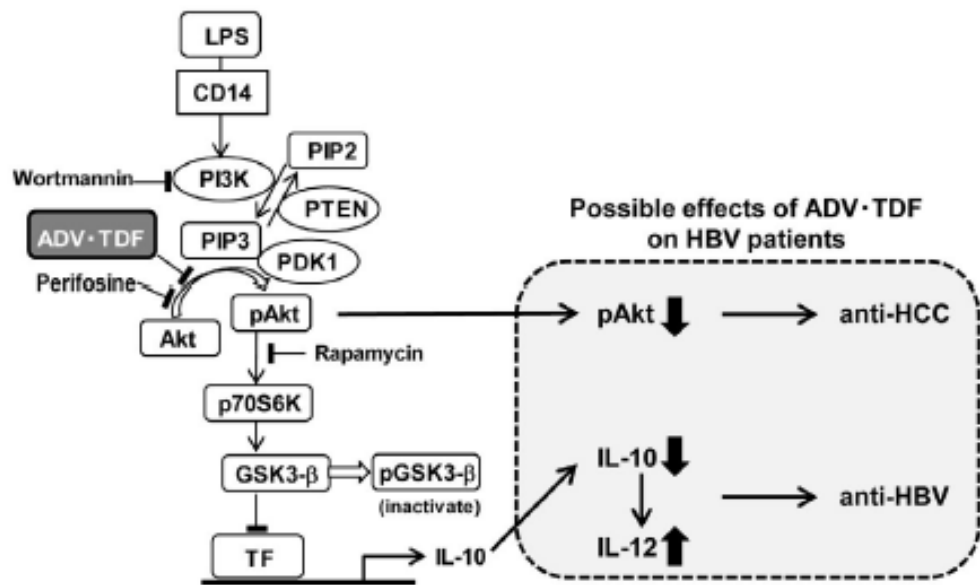 LPS
CD14
PIP2
Wortmannin
PI3K
PTEN
Possible effects of ADV・TDF
on HBV patients
ADV・TDF
PIP3
PDK1
Perifosine
Akt
pAkt
pAkt
anti-HCC
Rapamycin
p70S6K
GSK3-β
pGSK3-β
(inactivate)
IL-10
anti-HBV
TF
IL-10
IL-12